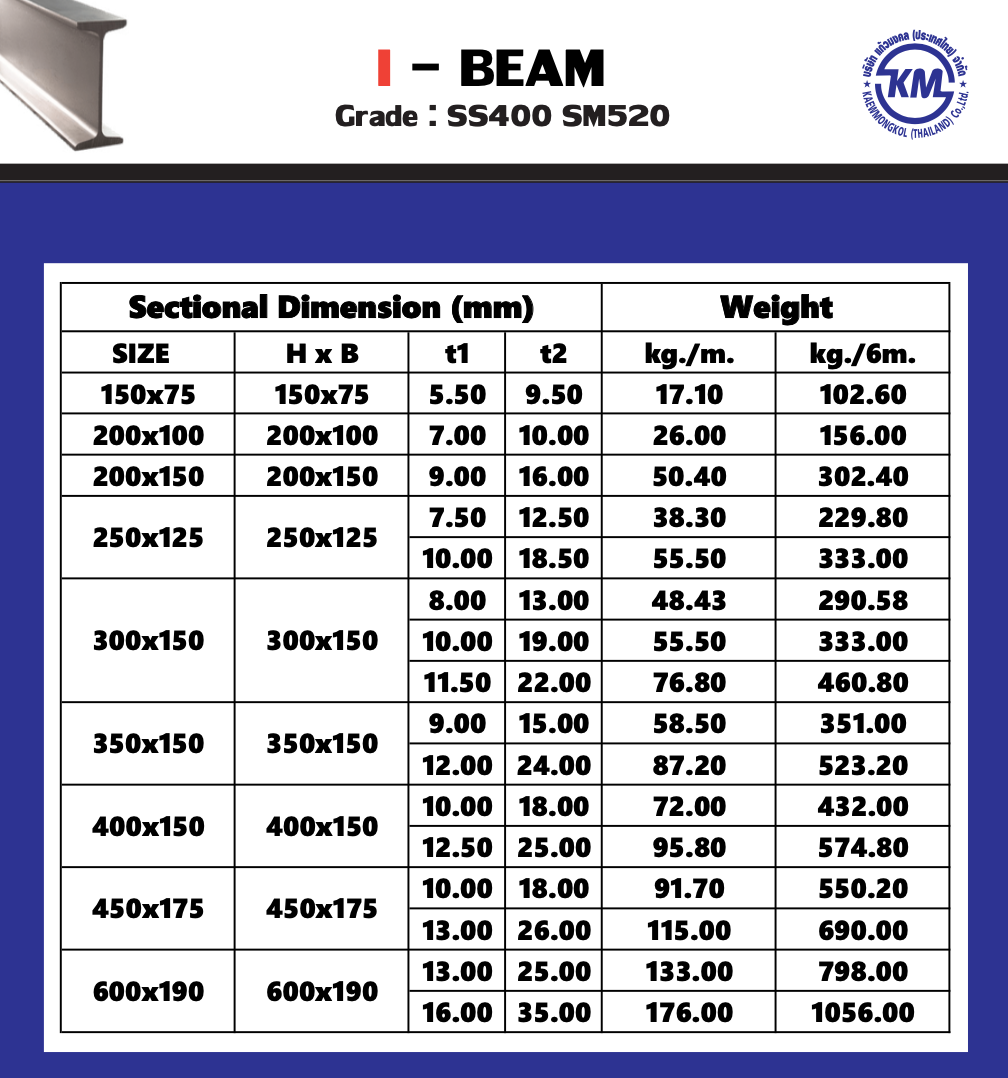 I - BEAM
Grade : SS400 SM520
บริษัท แก้วมงคล (ประเทศไทย) จำกัด
KM
KAEWMONGKOL (THAILAND) Co.,Ltd.
Sectional Dimension (mm) Weight
SIZE H x B t1 t2 kg./m. kg./6m.
150x75 150x75 5.50 9.50 17.10 102.60
200x100 200x100 7.00 10.00 26.00 156.00
200x150 200x150 9.00 16.00 50.40 302.40
250x125 250x125 7.50 12.50 38.30 229.80
10.00 18.50 55.50 333.00
300x150 300x150 8.00 13.00 48.43 290.58
10.00 19.00 55.50 333.00
11.50 22.00 76.80 460.80
350x150 350x150 9.00 15.00 58.50 351.00
12.00 24.00 87.20 523.20
400x150 400x150 10.00 18.00 72.00 432.00
12.50 25.00 95.80 574.80
450x175 450x175 10.00 18.00 91.70 550.20
13.00 26.00 115.00 690.00
600x190 600x190 13.00 25.00 133.00 798.00
16.00 35.00 176.00 1056.00